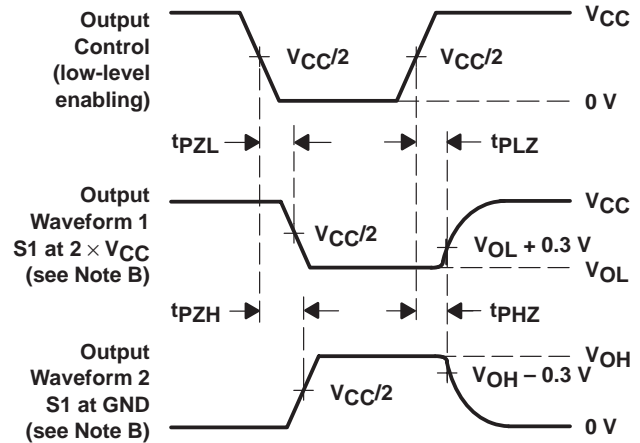 Output
Control
(low-level
enabling)
VCC
VCC/2
VCC/2
0 V
tPZL
tPLZ
Output
Waveform 1
S1 at 2 × VCC
(see Note B)
VCC
VCC/2
VOL + 0.3 V
VOL
tPZH
tPHZ
Output
Waveform 2
S1 at GND
(see Note B)
VOH
VCC/2
VOH – 0.3 V
0 V